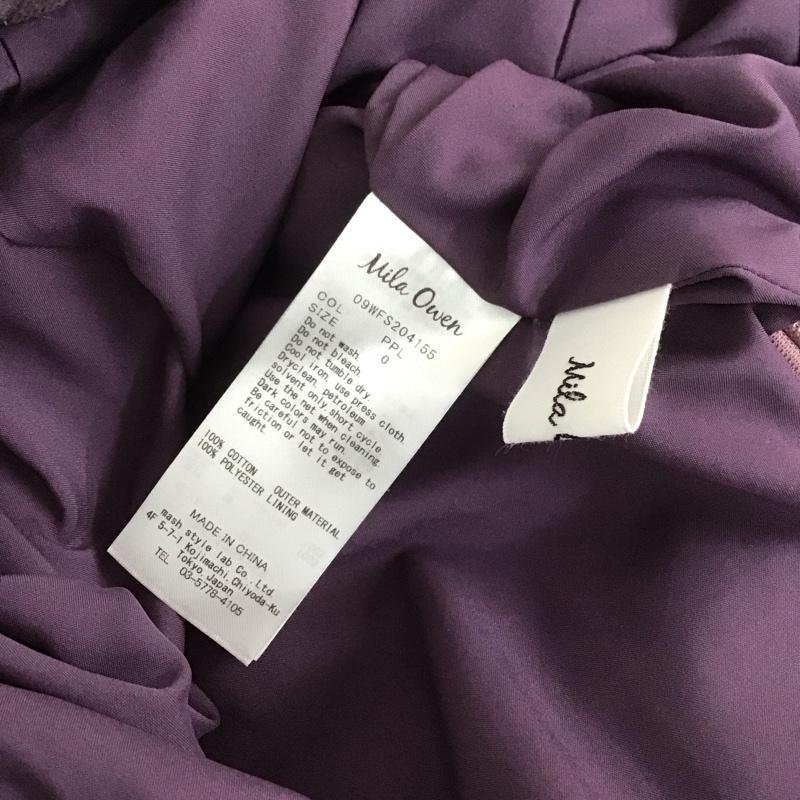 Mila Owen
09WFS204155
COL PPL
SIZE 0
Do not wash.
Do not bleach.
Do not tumble dry.
Cool iron, use press cloth.
Dryclean, petroleum
solvent only, short cycle.
Use the net when cleaning.
Dark colors may run.
Be careful not to expose to
friction or let it get
caught.
100% COTTON OUTER MATERIAL
100% POLYESTER LINING
MADE IN CHINA
mash style lab Co., Ltd.
4F 5-7-1 Kojimachi, Chiyoda-Ku
Tokyo, Japan
TEL 03-5778-4105
Mila